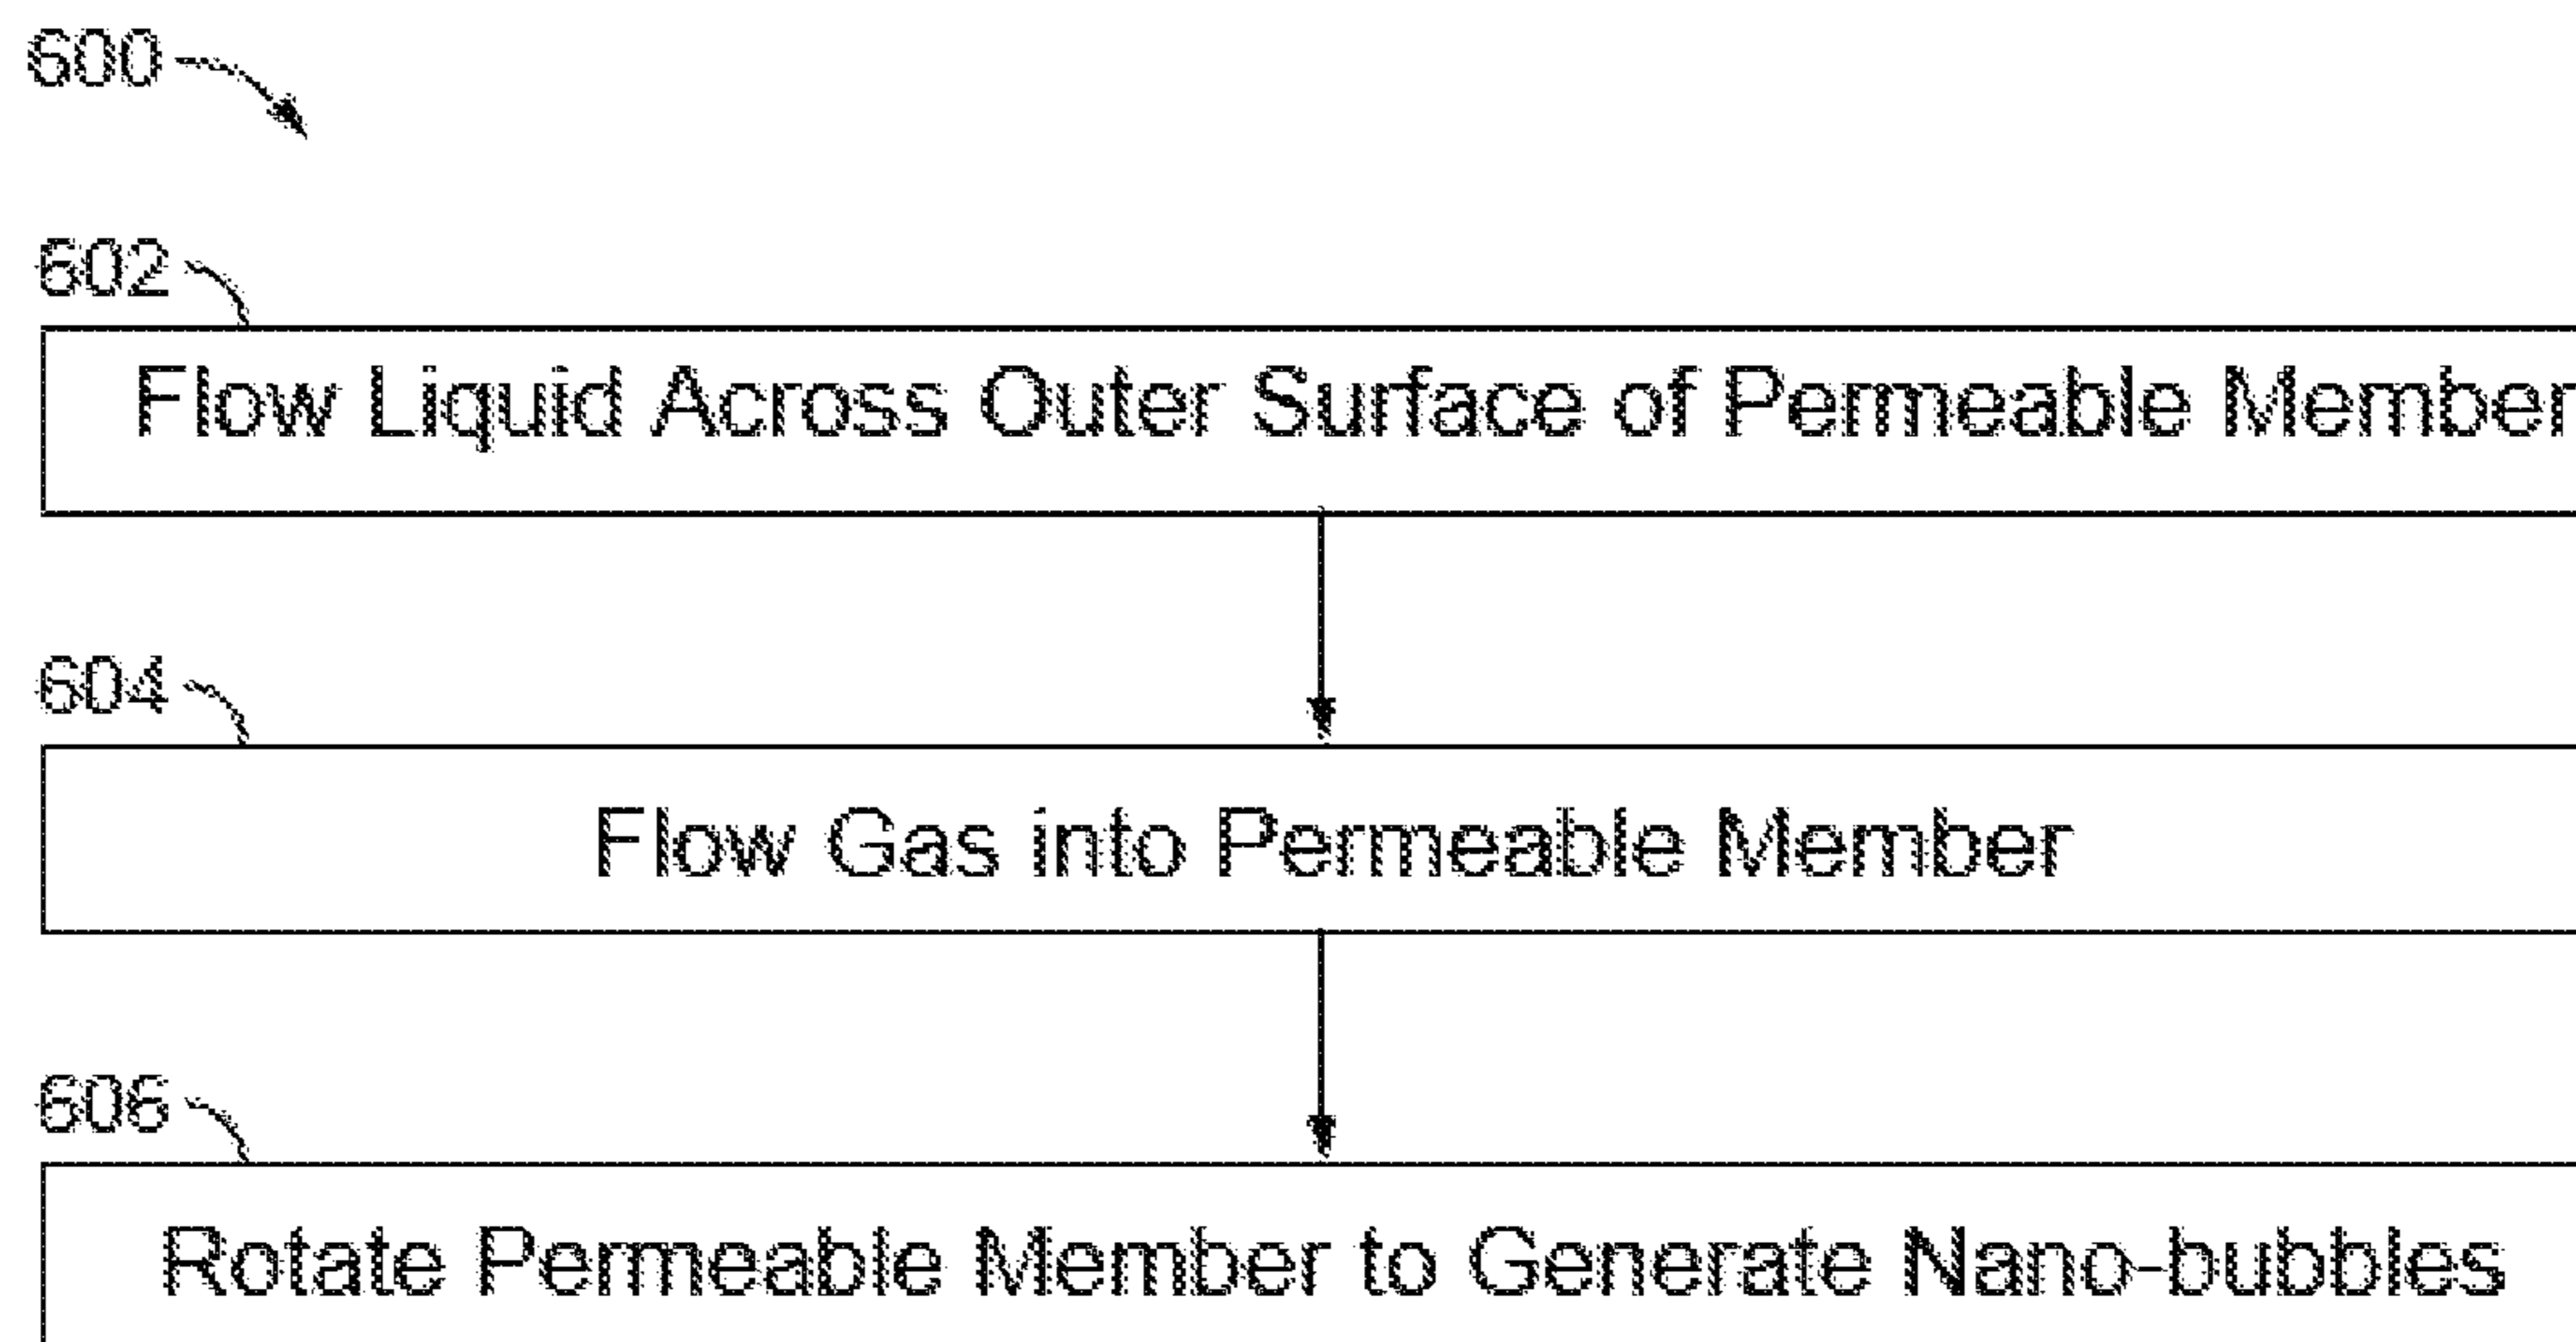 600
602
Flow Liquid Across Outer Surface of Permeable Member
604
Flow Gas into Permeable Member
606
Rotate Permeable Member to Generate Nano-bubbles